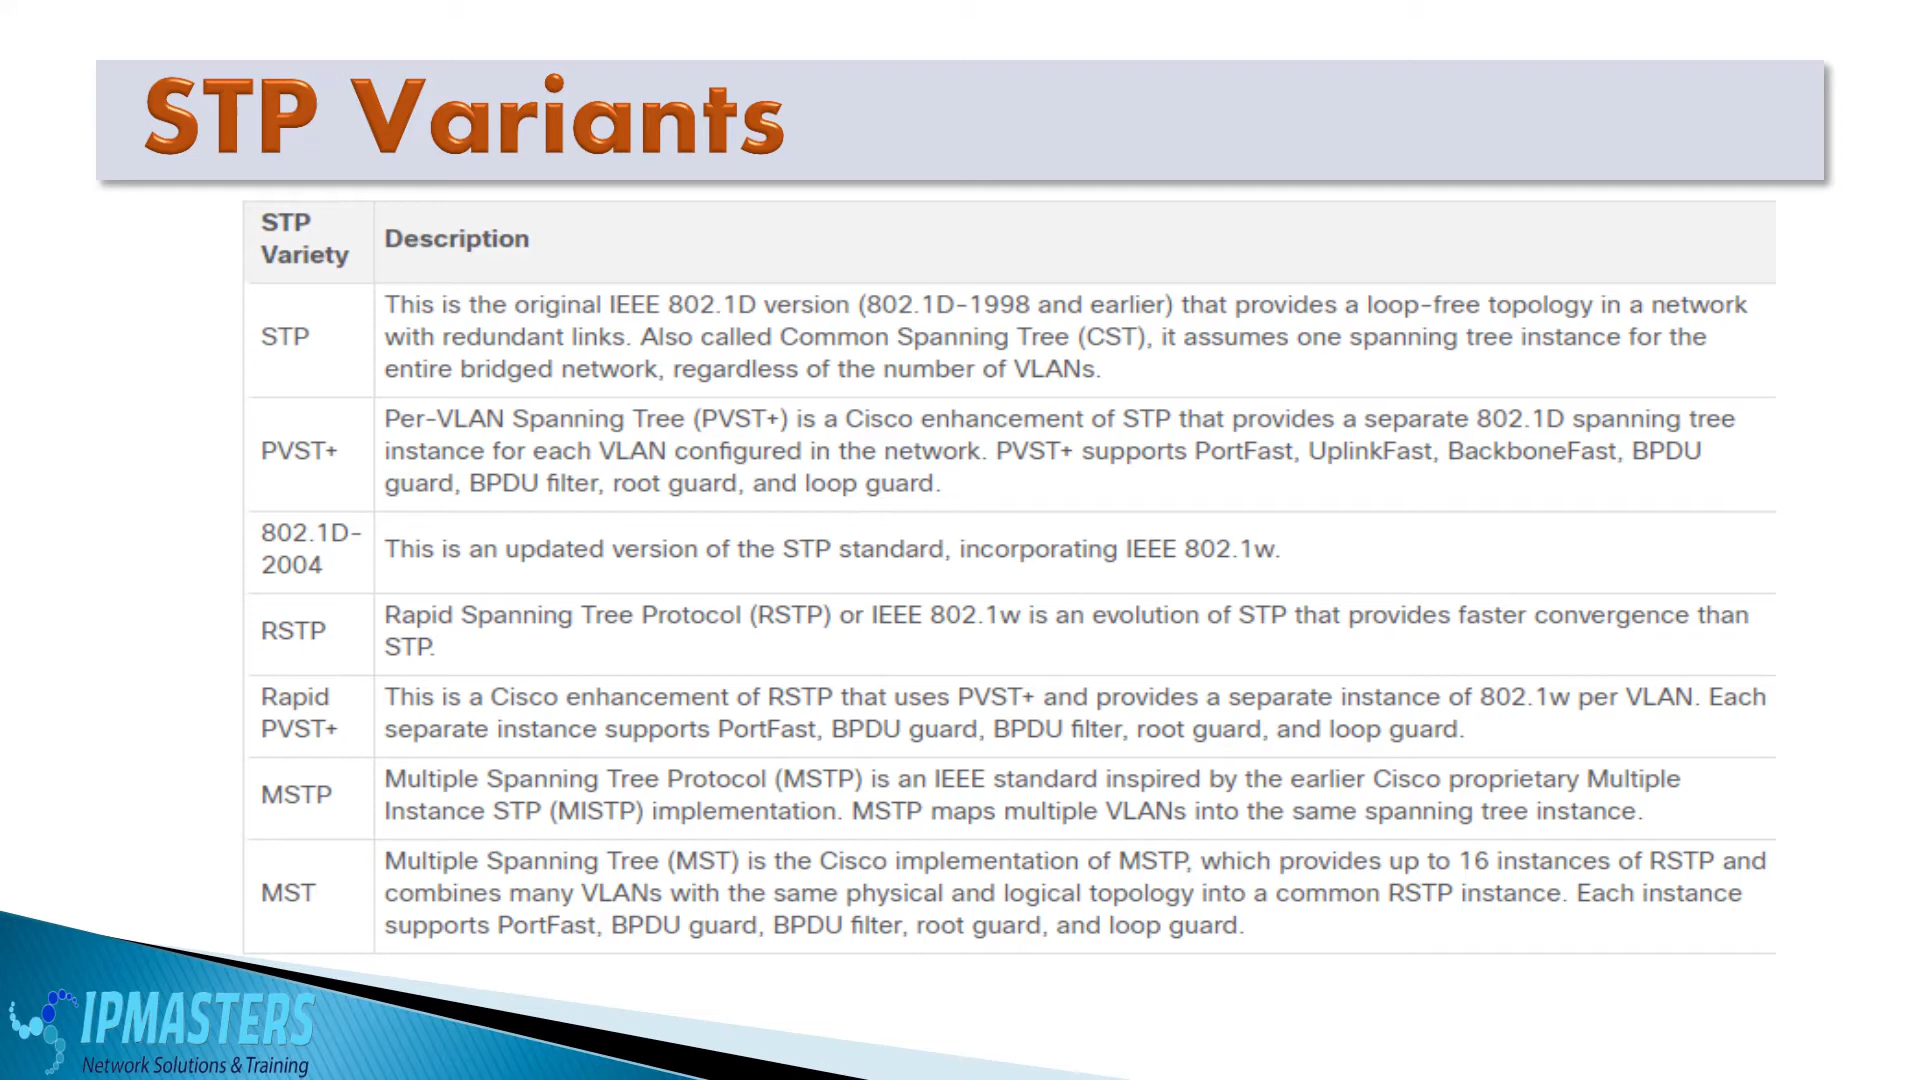 STP Variants
STP
Variety
Description
STP
This is the original IEEE 802.1D version (802.1D-1998 and earlier) that provides a loop-free topology in a network
with redundant links. Also called Common Spanning Tree (CST), it assumes one spanning tree instance for the
entire bridged network, regardless of the number of VLANs.
PVST+
Per-VLAN Spanning Tree (PVST+) is a Cisco enhancement of STP that provides a separate 802.1D spanning tree
instance for each VLAN configured in the network. PVST+ supports PortFast, UplinkFast, BackboneFast, BPDU
guard, BPDU filter, root guard, and loop guard.
802.1D-
2004
This is an updated version of the STP standard, incorporating IEEE 802.1w.
RSTP
Rapid Spanning Tree Protocol (RSTP) or IEEE 802.1w is an evolution of STP that provides faster convergence than
STP.
Rapid
PVST+
This is a Cisco enhancement of RSTP that uses PVST+ and provides a separate instance of 802.1w per VLAN. Each
separate instance supports PortFast, BPDU guard, BPDU filter, root guard, and loop guard.
MSTP
Multiple Spanning Tree Protocol (MSTP) is an IEEE standard inspired by the earlier Cisco proprietary Multiple
Instance STP (MISTP) implementation. MSTP maps multiple VLANs into the same spanning tree instance.
MST
Multiple Spanning Tree (MST) is the Cisco implementation of MSTP, which provides up to 16 instances of RSTP and
combines many VLANs with the same physical and logical topology into a common RSTP instance. Each instance
supports PortFast, BPDU guard, BPDU filter, root guard, and loop guard.
IPMASTERS
Network Solutions & Training